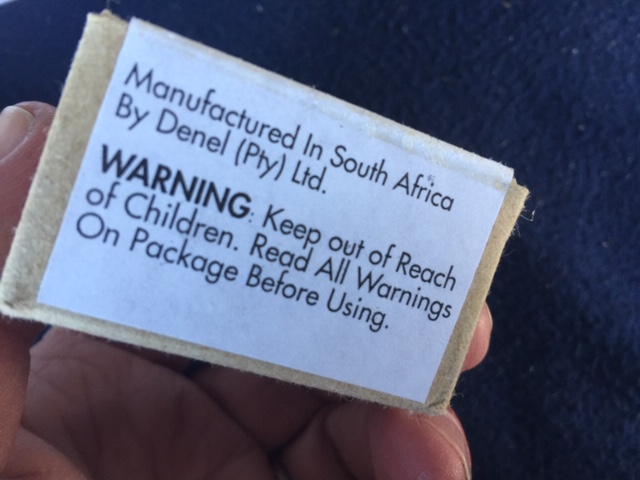 Manufactured In South Africa
By Denel (Pty) Ltd.
WARNING: Keep out of Reach
of Children. Read All Warnings
On Package Before Using.